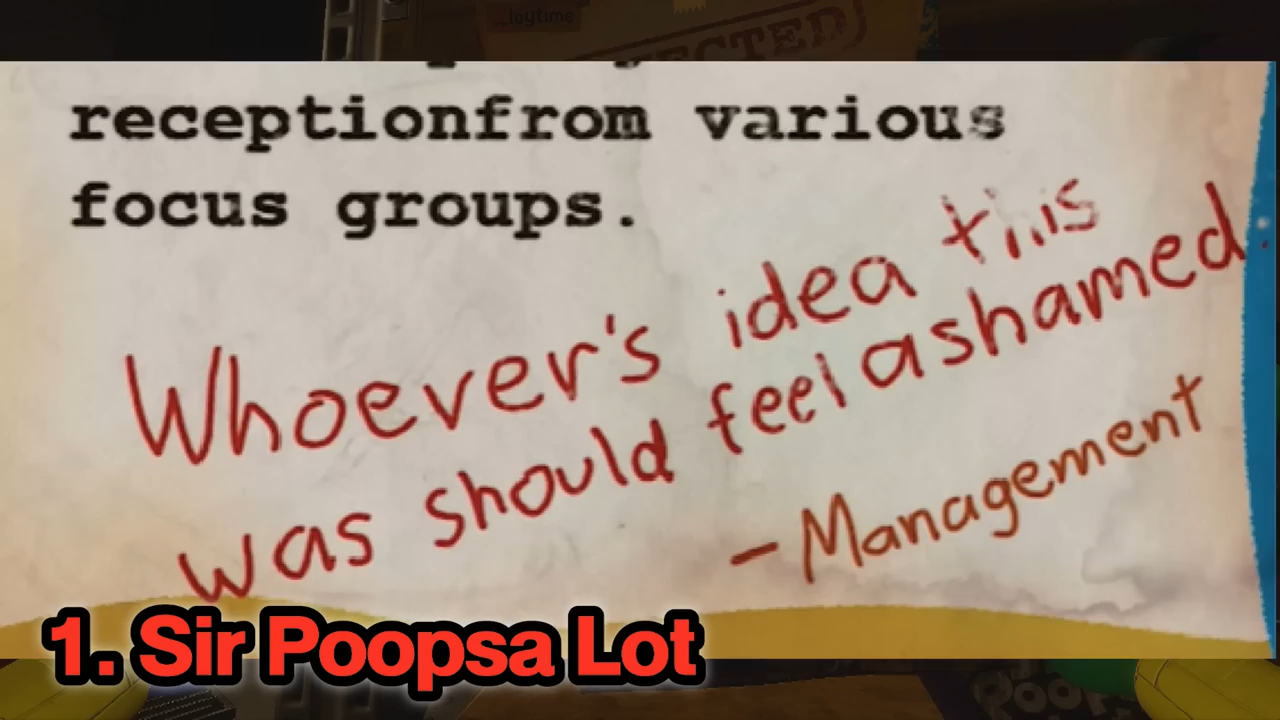 receptionfrom various
focus groups.
Whoever's idea this
was should feel ashamed.
- Management
1. Sir Poopsa Lot